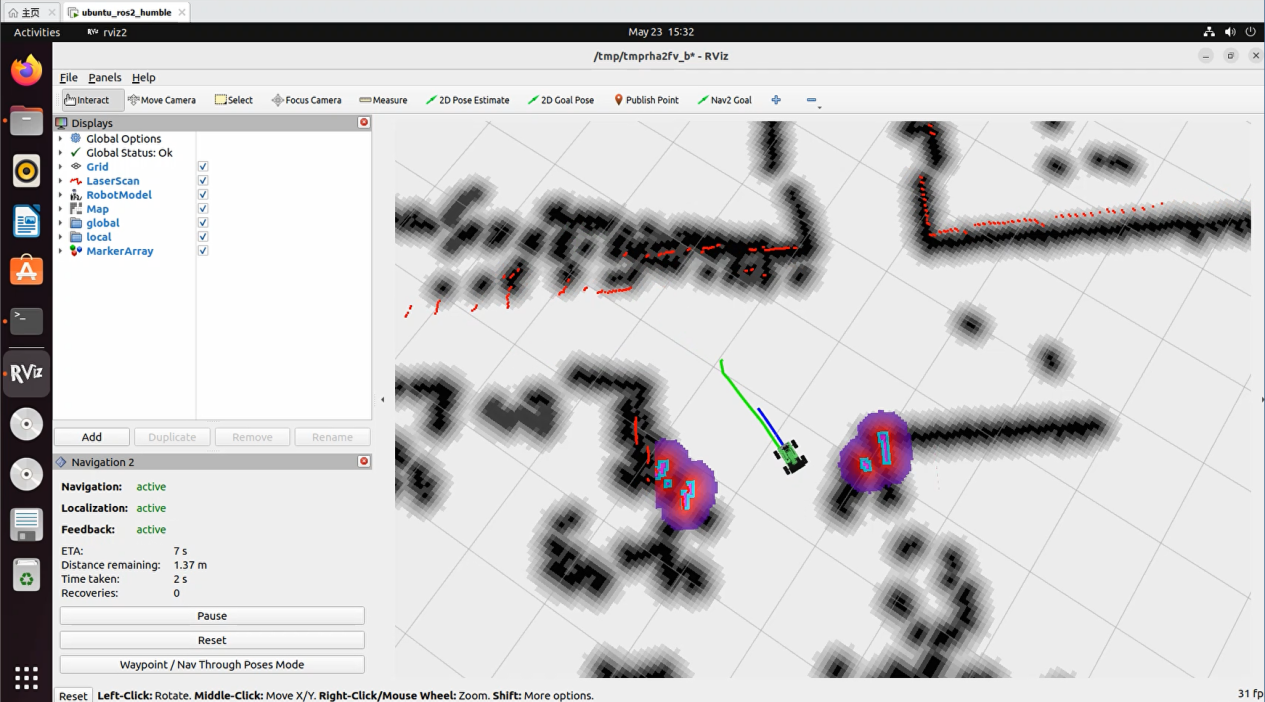 主页
ubuntu_ros2_humble
Activities
rviz2
May 23 15:32
/tmp/tmprha2fv_b* - RViz
File Panels Help
Interact Move Camera Select Focus Camera Measure 2D Pose Estimate 2D Goal Pose Publish Point Nav2 Goal
Displays
Global Options
Global Status: Ok
Grid
LaserScan
RobotModel
Map
global
local
MarkerArray
RViz
Add Duplicate Remove Rename
Navigation 2
Navigation: active
Localization: active
Feedback: active
ETA: 7 s
Distance remaining: 1.37 m
Time taken: 2 s
Recoveries: 0
Pause
Reset
Waypoint / Nav Through Poses Mode
Reset Left-Click: Rotate. Middle-Click: Move X/Y. Right-Click/Mouse Wheel: Zoom. Shift: More options.
31 fp